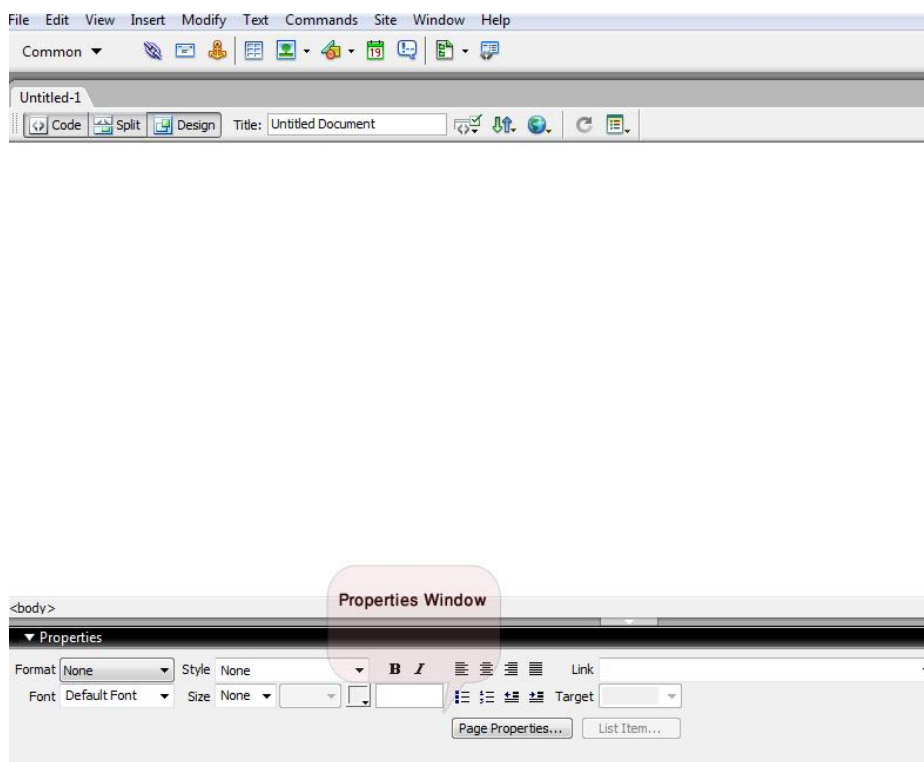 File Edit View Insert Modify Text Commands Site Window Help
Common
19
Untitled-1
Code Split Design Title: Untitled Document
Properties Window
<body>
Properties
Format None Style None B I Link
Font Default Font Size None Target
Page Properties... List Item...